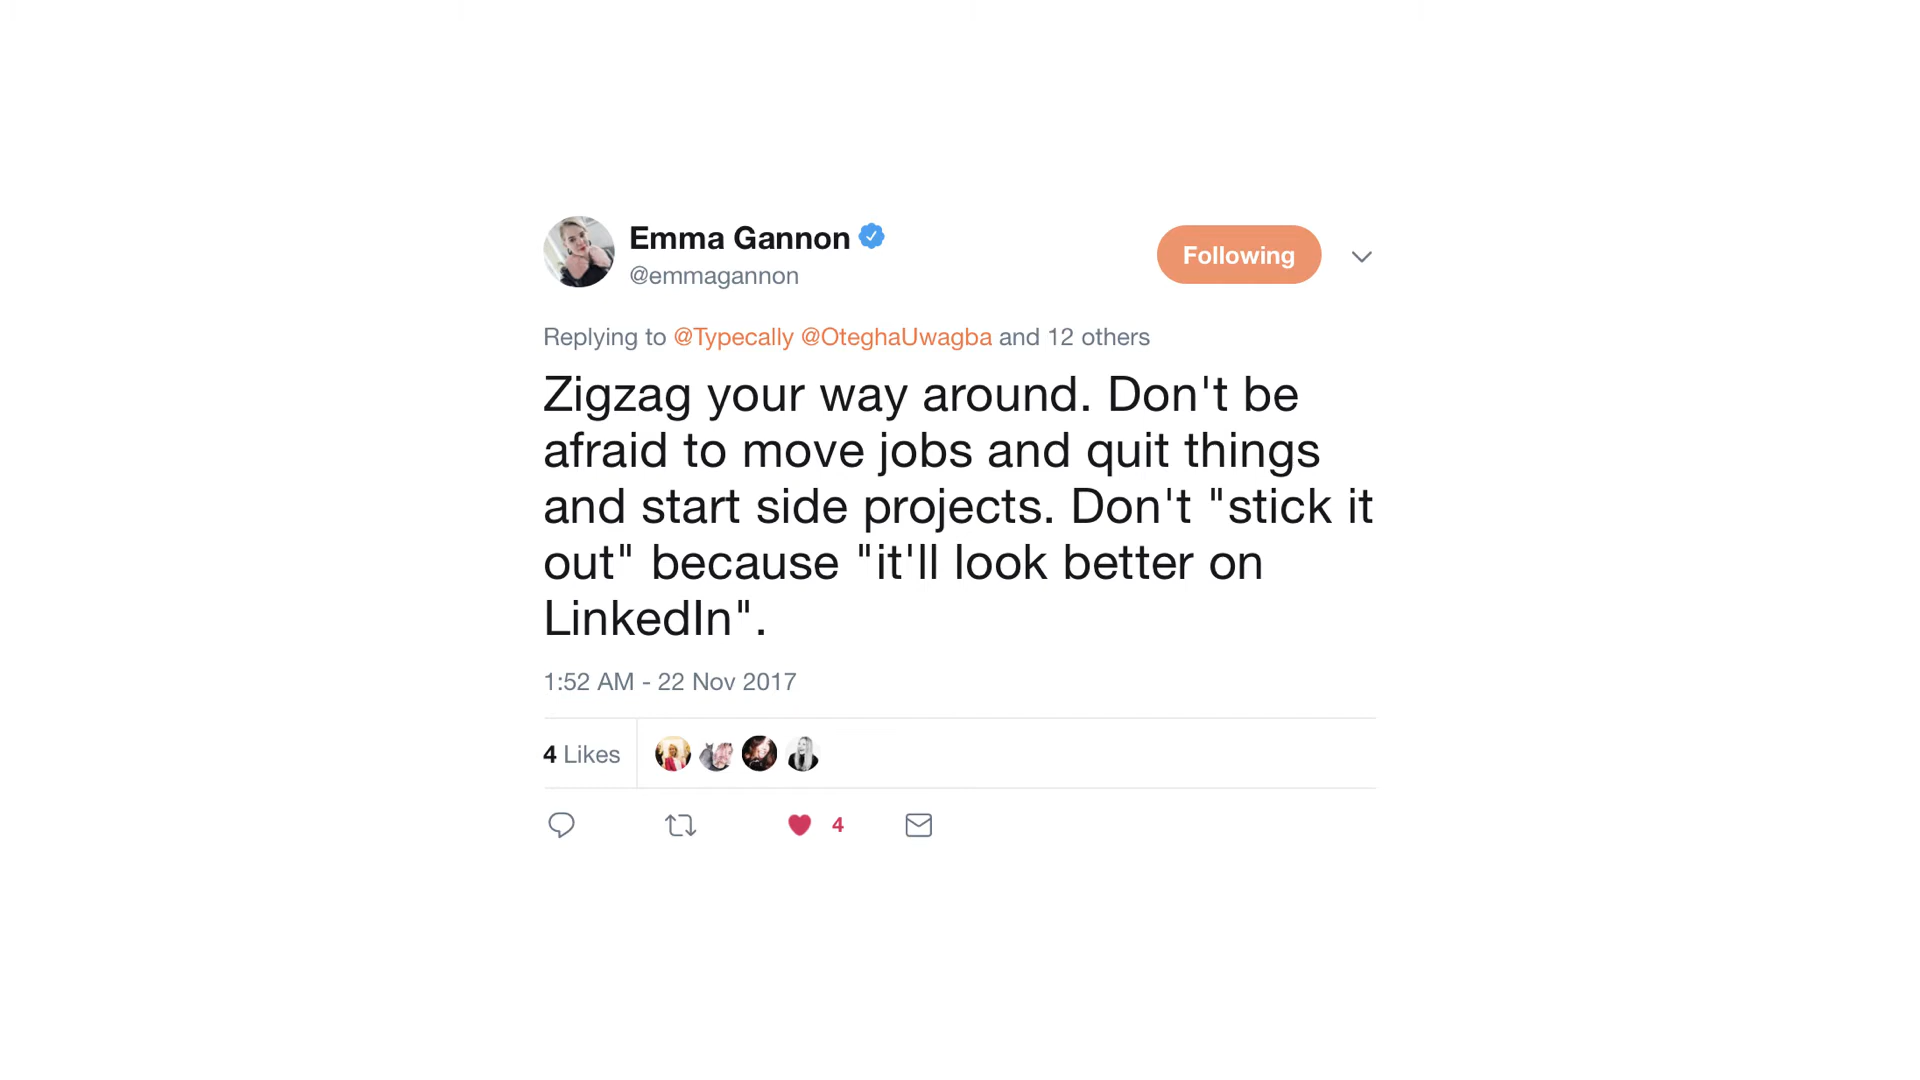 Emma Gannon
@emmagannon
Following
Replying to @Typecally @OteghaUwagba and 12 others
Zigzag your way around. Don't be
afraid to move jobs and quit things
and start side projects. Don't "stick it
out" because "it'll look better on
LinkedIn".
1:52 AM - 22 Nov 2017
4 Likes
4